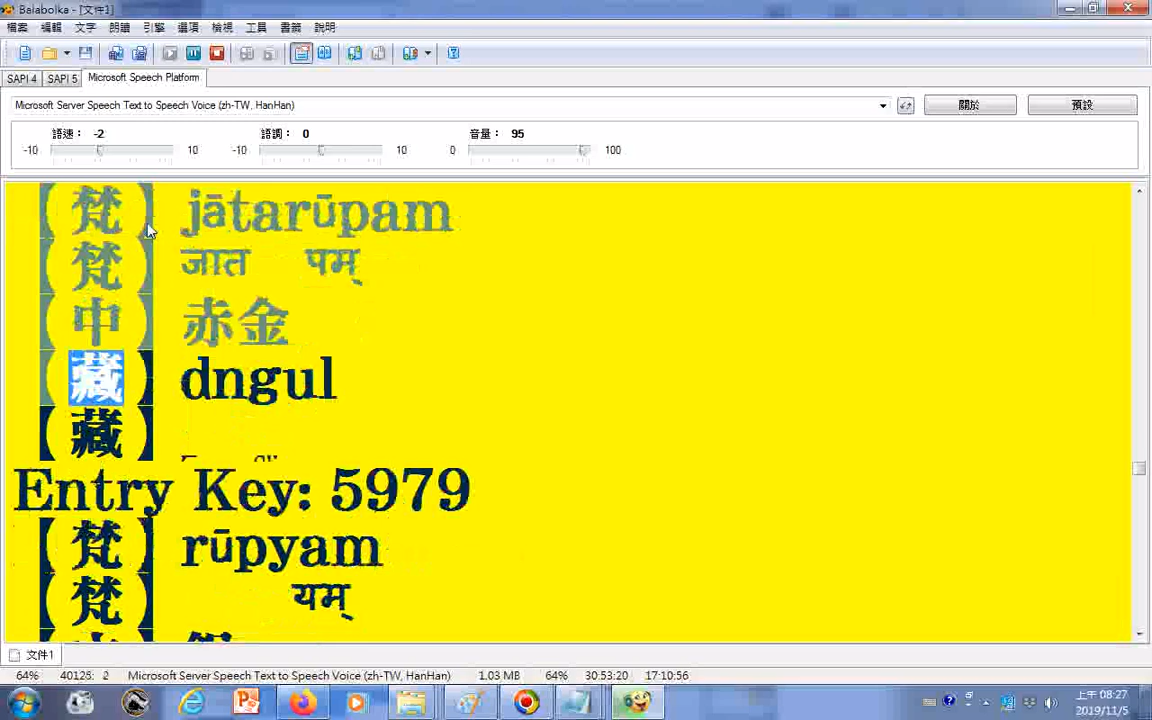 Balabolka - [文件1]
檔案 編輯 文字 朗讀 引擎 選項 檢視 工具 書籤 說明
SAPI 4 SAPI 5 Microsoft Speech Platform
Microsoft Server Speech Text to Speech Voice (zh-TW, HanHan) 關於 預設
語速： -2 語調： 0 音量： 95
-10 10 -10 10 0 100
【梵】 jātarūpam
【梵】 जात पम्
【中】 赤金
【藏】 dngul
【藏】
Entry Key: 5979
【梵】 rūpyam
【梵】 यम्
文件1
64% 40125: 2 Microsoft Server Speech Text to Speech Voice (zh-TW, HanHan) 1.03 MB 64% 30:53:20 17:10:56
上午 08:27
2019/11/5